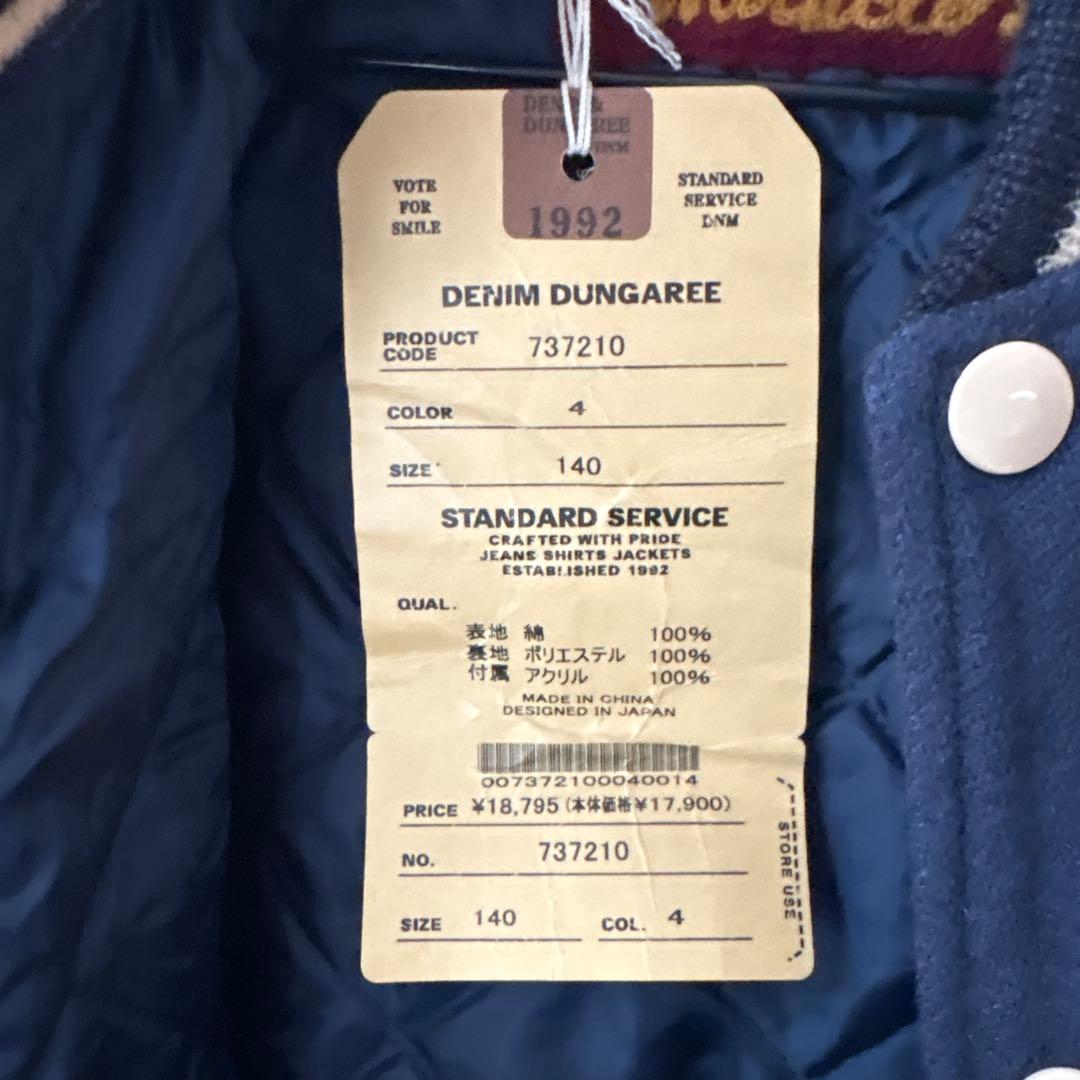 DENIM &
DUNGAREE
DNM
1992
VOTE
FOR
SMILE
STANDARD
SERVICE
DNM
DENIM DUNGAREE
PRODUCT
CODE 737210
COLOR 4
SIZE 140
STANDARD SERVICE
CRAFTED WITH PRIDE
JEANS SHIRTS JACKETS
ESTABLISHED 1992
QUAL.
表地 綿 100%
裏地 ポリエステル 100%
付属 アクリル 100%
MADE IN CHINA
DESIGNED IN JAPAN
007372100040014
PRICE ¥18,795 (本体価格¥17,900)
NO. 737210
SIZE 140 COL. 4
STORE USE